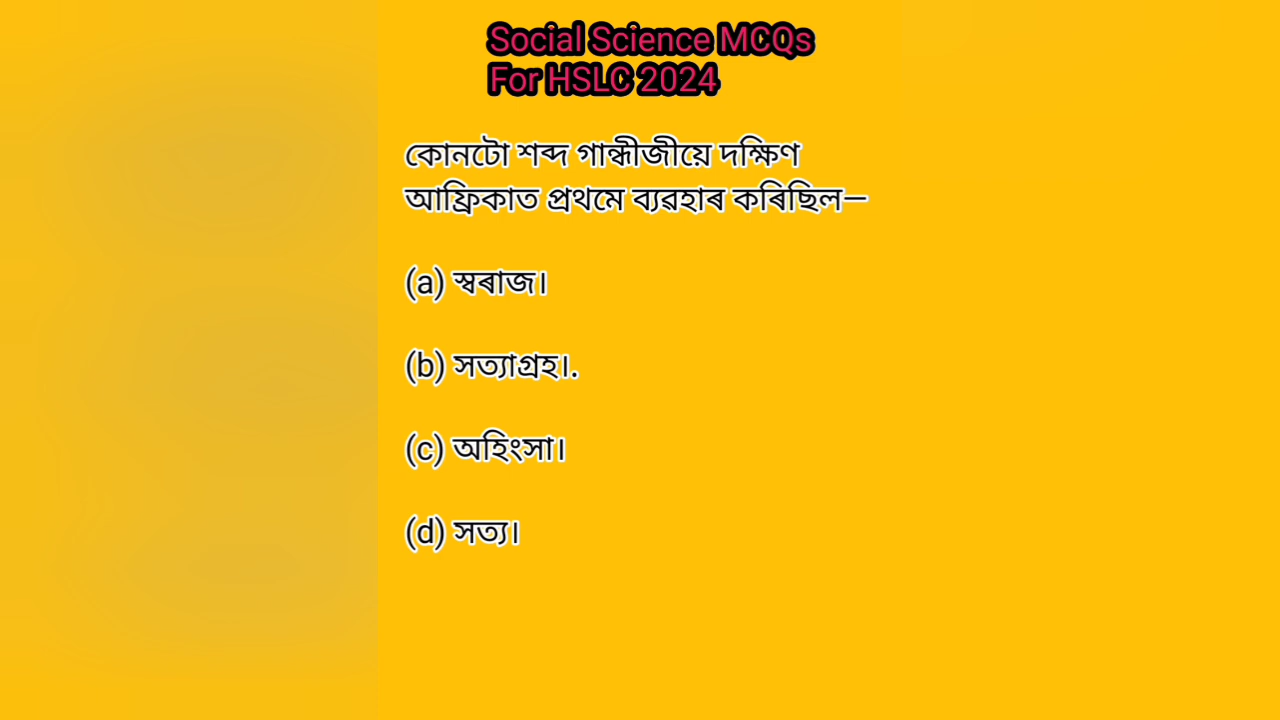 Social Science MCQs
For HSLC 2024
কোনটো শব্দ গান্ধীজীয়ে দক্ষিণ
আফ্ৰিকাত প্ৰথমে ব্যৱহাৰ কৰিছিল—
(a) স্বৰাজ।
(b) সত্যাগ্ৰহ।.
(c) অহিংসা।
(d) সত্য।